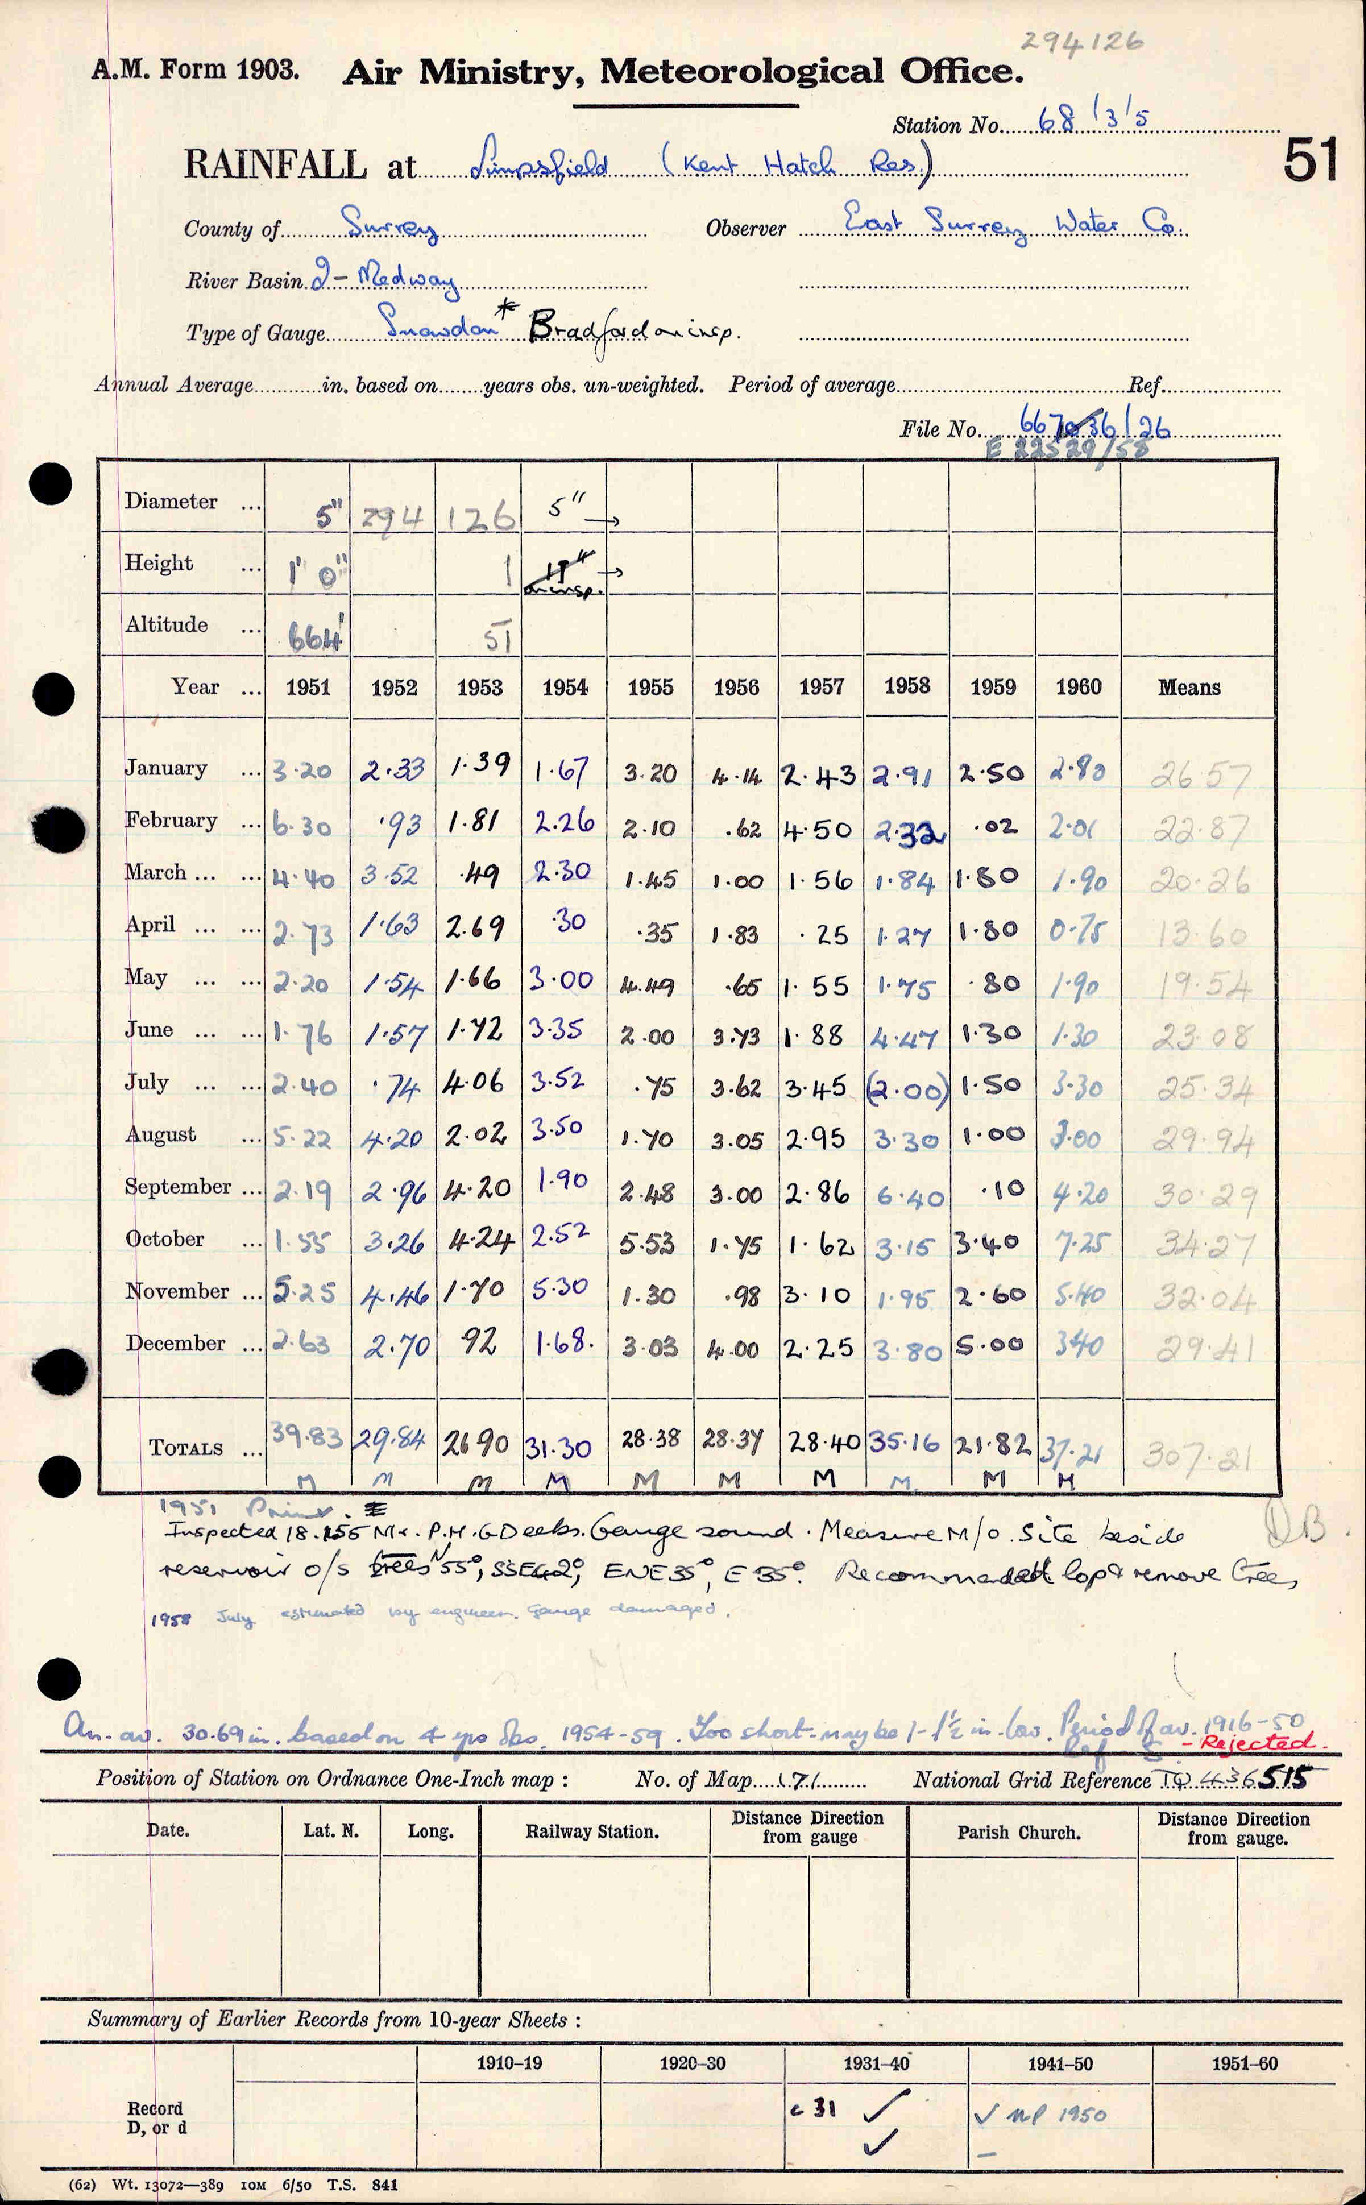 294126
A.M. Form 1903. Air Ministry, Meteorological Office.
Station No. 68/3/5
51
RAINFALL at Limpsfield (Kent Hatch Res.)
County of Surrey Observer East Surrey Water Co.
River Basin 2-Medway
Type of Gauge Snowdon * Bradford on insp.
Annual Average in. based on years obs. un-weighted. Period of average Ref.
File No. 667036/26
E 22529/58
Diameter ... 5" 294 126 5" →
Height ... 1' 0" 1 11" on insp. →
Altitude ... 664' 51
Year ... 1951 1952 1953 1954 1955 1956 1957 1958 1959 1960 Means
January ... 3.20 2.33 1.39 1.67 3.20 4.14 2.43 2.91 2.50 2.80 26.57
February ... 6.30 .93 1.81 2.26 2.10 .62 4.50 2.32 .02 2.01 22.87
March ... ... 4.40 3.52 .49 2.30 1.45 1.00 1.56 1.84 1.80 1.90 20.26
April ... ... 2.73 1.63 2.69 .30 .35 1.83 .25 1.27 1.80 0.75 13.60
May ... ... 2.20 1.54 1.66 3.00 4.49 .65 1.55 1.75 .80 1.90 19.54
June ... ... 1.76 1.57 1.72 3.35 2.00 3.73 1.88 4.47 1.30 1.30 23.08
July ... ... 2.40 .74 4.06 3.52 .75 3.62 3.45 (2.00) 1.50 3.30 25.34
August ... 5.22 4.20 2.02 3.50 1.70 3.05 2.95 3.30 1.00 3.00 29.94
September ... 2.19 2.96 4.20 1.90 2.48 3.00 2.86 6.40 .10 4.20 30.29
October ... 1.55 3.26 4.24 2.52 5.53 1.75 1.62 3.15 3.40 7.25 34.27
November ... 5.25 4.46 1.70 5.30 1.30 .98 3.10 1.95 2.60 5.40 32.04
December ... 2.63 2.70 92 1.68. 3.03 4.00 2.25 3.80 5.00 340 29.41
TOTALS ... 39.83 29.84 26 90 31.30 28.38 28.37 28.40 35.16 21.82 37.21 307.21
M M M M M M M M M M
1951
Inspected 18.155 Mr. P.H.G Deeks. Gauge sound. Measure M/o. Site beside
DB.
reservoir o/s trees N 55°, SSE 42°, ENE 35°, E 35°. Recommended lop & remove trees
1958 July estimated by engineer. Gauge damaged.
An. av. 30.69 in. based on 4 yrs obs. 1954-59. Too short-may be 1-1½ in. low. Period of av. 1916-50
Ref - Rejected.
Position of Station on Ordnance One-Inch map : No. of Map 171 National Grid Reference TQ 436515
Date. Lat. N. Long. Railway Station. Distance Direction from gauge Parish Church. Distance Direction from gauge.
Summary of Earlier Records from 10-year Sheets :
1910-19 1920-30 1931-40 1941-50 1951-60
Record D, or d c 31 ✓ ✓ np 1950
✓ –
(62) Wt. 13072—389 10M 6/50 T.S. 841